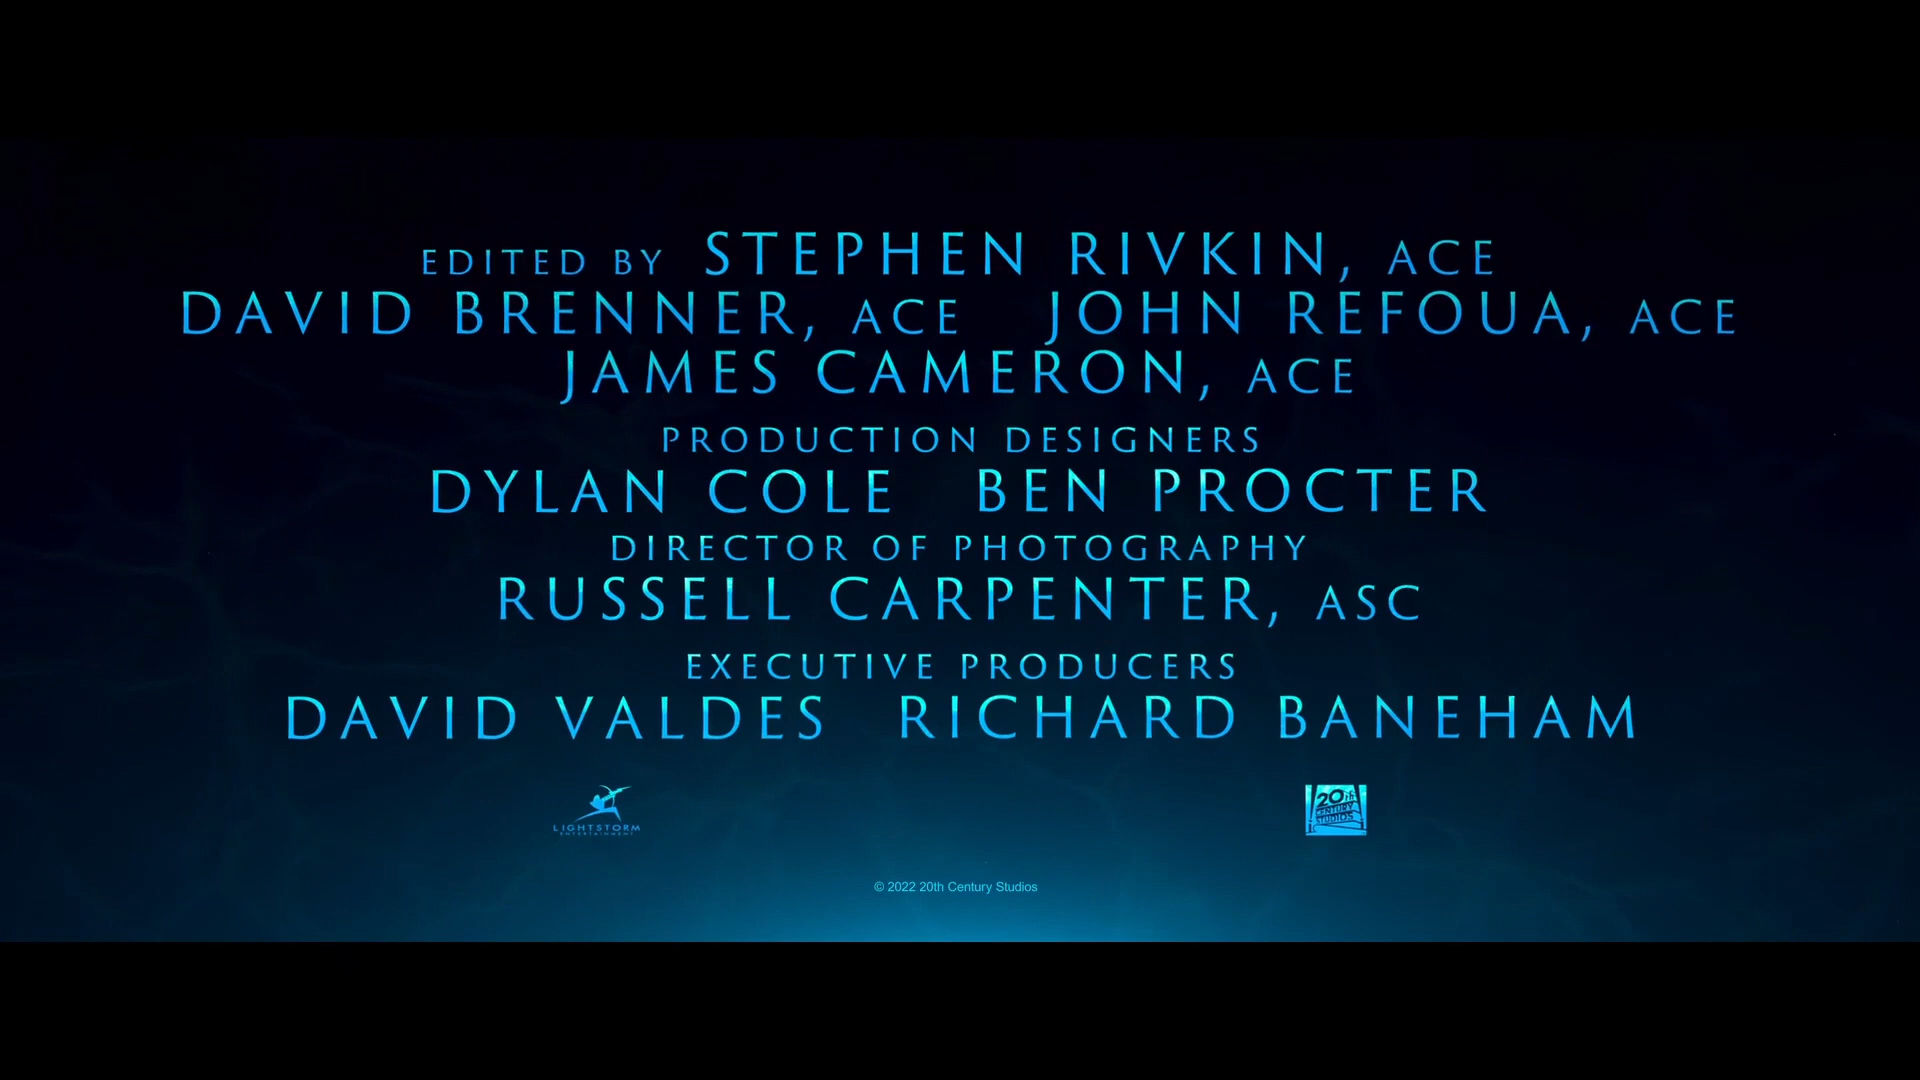 EDITED BY STEPHEN RIVKIN, ACE
DAVID BRENNER, ACE JOHN REFOUA, ACE
JAMES CAMERON, ACE
PRODUCTION DESIGNERS
DYLAN COLE BEN PROCTER
DIRECTOR OF PHOTOGRAPHY
RUSSELL CARPENTER, ASC
EXECUTIVE PRODUCERS
DAVID VALDES RICHARD BANEHAM
LIGHTSTORM
ENTERTAINMENT
20th
CENTURY
STUDIOS
© 2022 20th Century Studios